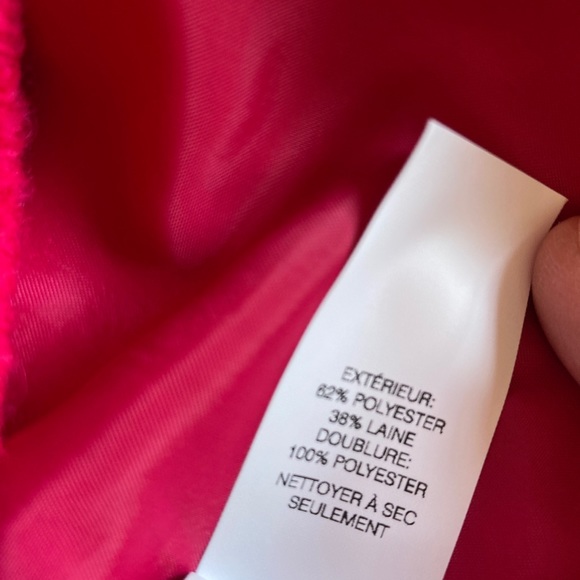 EXTÉRIEUR:
62% POLYESTER
38% LAINE
DOUBLURE:
100% POLYESTER
NETTOYER À SEC
SEULEMENT